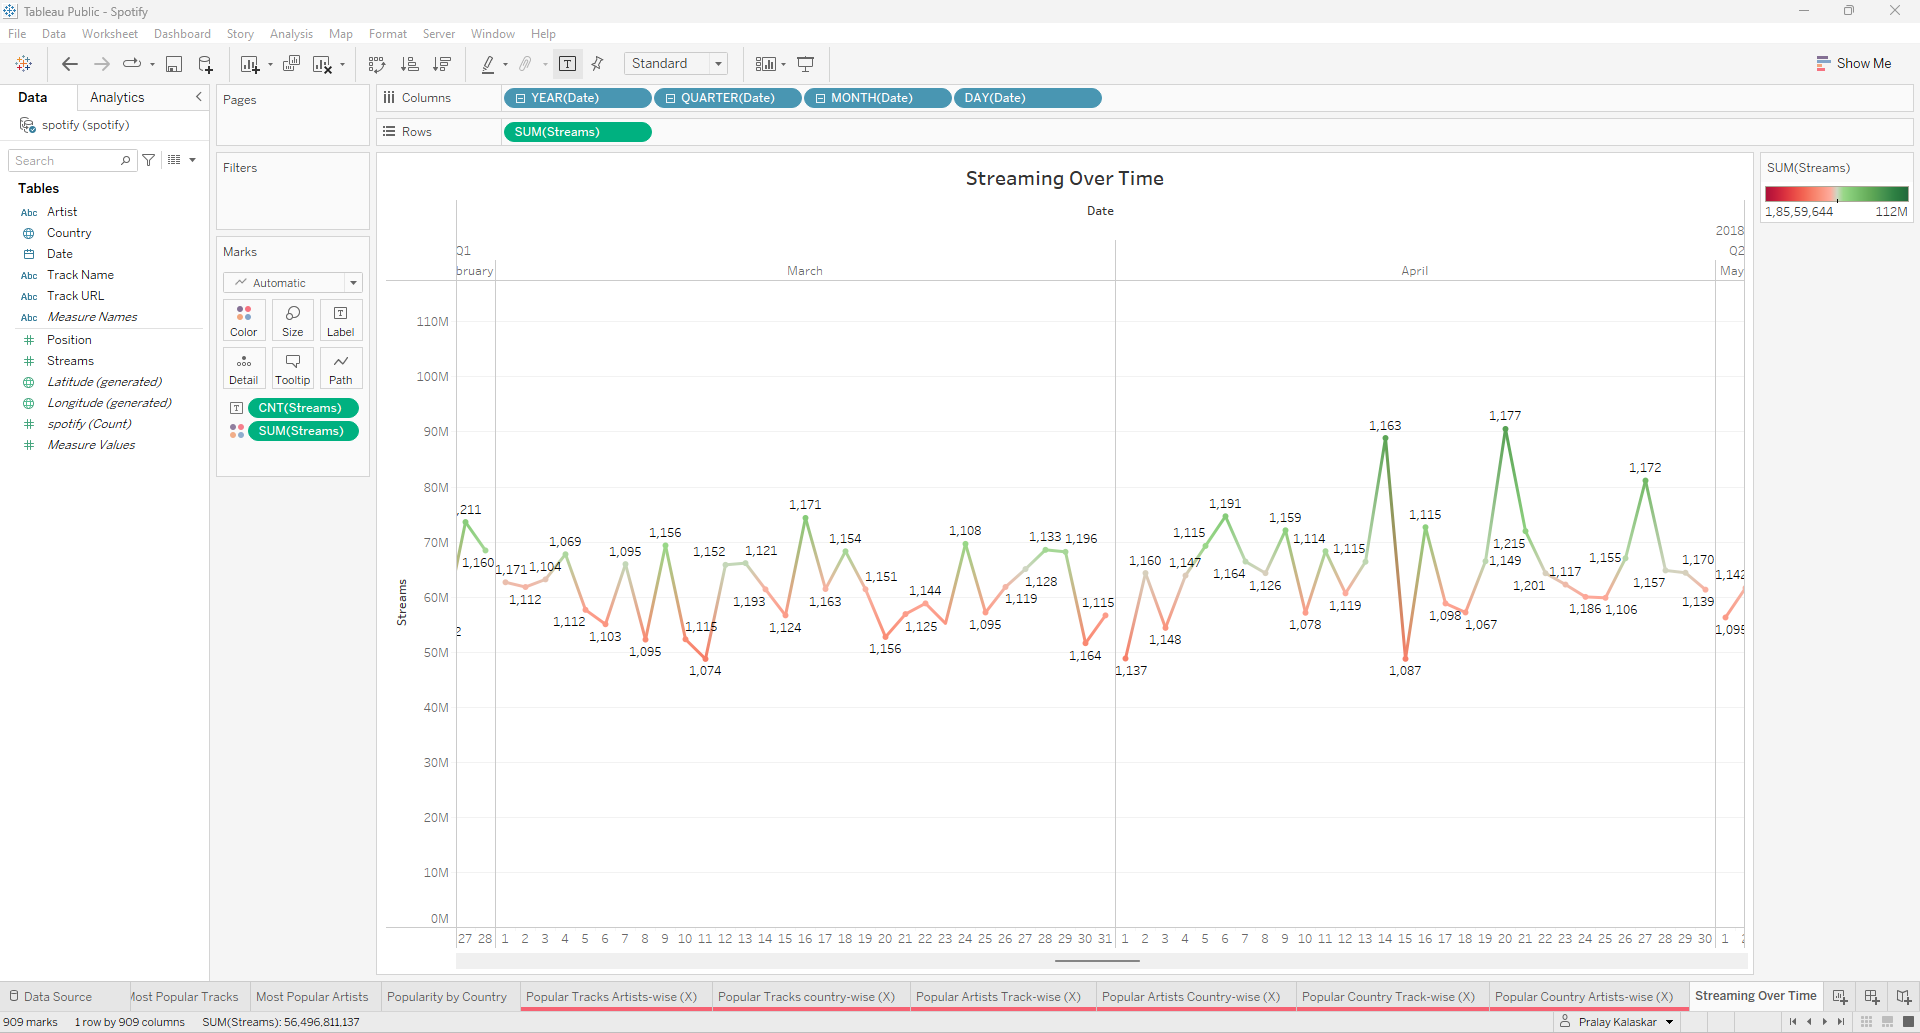 Tableau Public - Spotify
File Data Worksheet Dashboard Story Analysis Map Format Server Window Help
Standard
Show Me
Data Analytics
spotify (spotify)
Search
Tables
Abc Artist
Country
Date
Abc Track Name
Abc Track URL
Abc Measure Names
Position
Streams
Latitude (generated)
Longitude (generated)
spotify (Count)
Measure Values
Pages
Filters
Marks
Automatic
Color Size Label
Detail Tooltip Path
CNT(Streams)
SUM(Streams)
Columns YEAR(Date) QUARTER(Date) MONTH(Date) DAY(Date)
Rows SUM(Streams)
Streaming Over Time
Date
2018
Q1 Q2
bruary March April May
110M
100M
90M
80M
70M
60M
50M
40M
30M
20M
10M
0M
Streams
,211
1,160
2
1,171
1,112
1,104
1,069
1,112
1,103
1,095
1,095
1,156
1,115
1,074
1,152
1,193
1,121
1,124
1,171
1,163
1,154
1,151
1,156
1,125
1,144
1,108
1,095
1,119
1,128
1,133
1,196
1,164
1,115
1,137
1,160
1,148
1,147
1,115
1,191
1,164
1,126
1,159
1,078
1,114
1,119
1,115
1,163
1,087
1,115
1,098
1,067
1,149
1,177
1,215
1,201
1,117
1,186
1,106
1,155
1,172
1,157
1,170
1,139
1,142
1,095
27 28 1 2 3 4 5 6 7 8 9 10 11 12 13 14 15 16 17 18 19 20 21 22 23 24 25 26 27 28 29 30 31 1 2 3 4 5 6 7 8 9 10 11 12 13 14 15 16 17 18 19 20 21 22 23 24 25 26 27 28 29 30 1
SUM(Streams)
1,85,59,644 112M
Data Source Most Popular Tracks Most Popular Artists Popularity by Country Popular Tracks Artists-wise (X) Popular Tracks country-wise (X) Popular Artists Track-wise (X) Popular Artists Country-wise (X) Popular Country Track-wise (X) Popular Country Artists-wise (X) Streaming Over Time
909 marks 1 row by 909 columns SUM(Streams): 56,496,811,137 Pralay Kalaskar